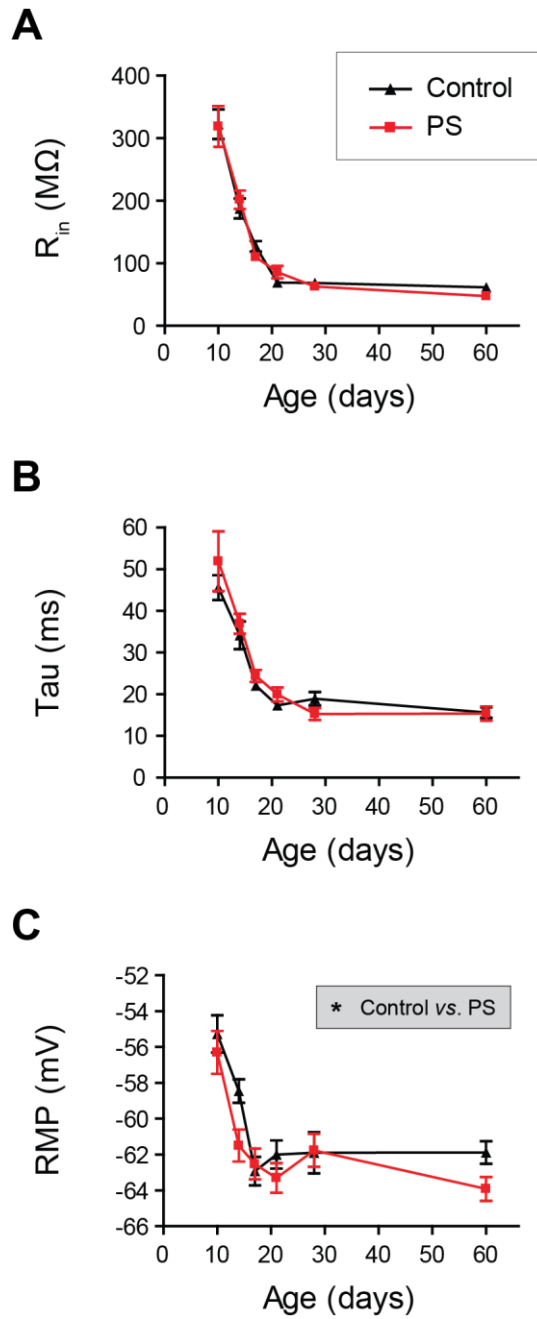 A
400
300
200
100
0
R_in (MΩ)
Control
PS
0 10 20 30 40 50 60
Age (days)
B
60
50
40
30
20
10
0
Tau (ms)
0 10 20 30 40 50 60
Age (days)
C
-52
-54
-56
-58
-60
-62
-64
-66
RMP (mV)
* Control vs. PS
0 10 20 30 40 50 60
Age (days)